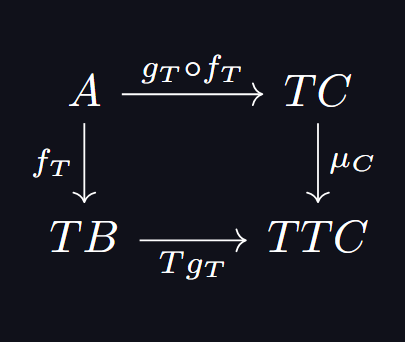 g_T∘f_T
A TC
f_T μ_C
TB TTC
Tg_T